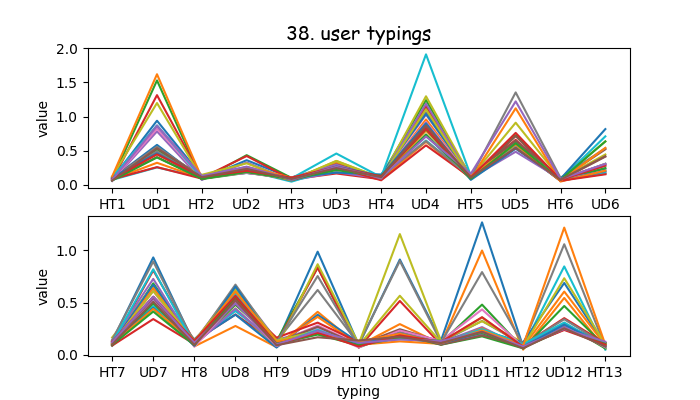 38. user typings
2.0
1.5
1.0
0.5
0.0
value
HT1 UD1 HT2 UD2 HT3 UD3 HT4 UD4 HT5 UD5 HT6 UD6
1.0
0.5
0.0
value
HT7 UD7 HT8 UD8 HT9 UD9 HT10 UD10 HT11 UD11 HT12 UD12 HT13
typing